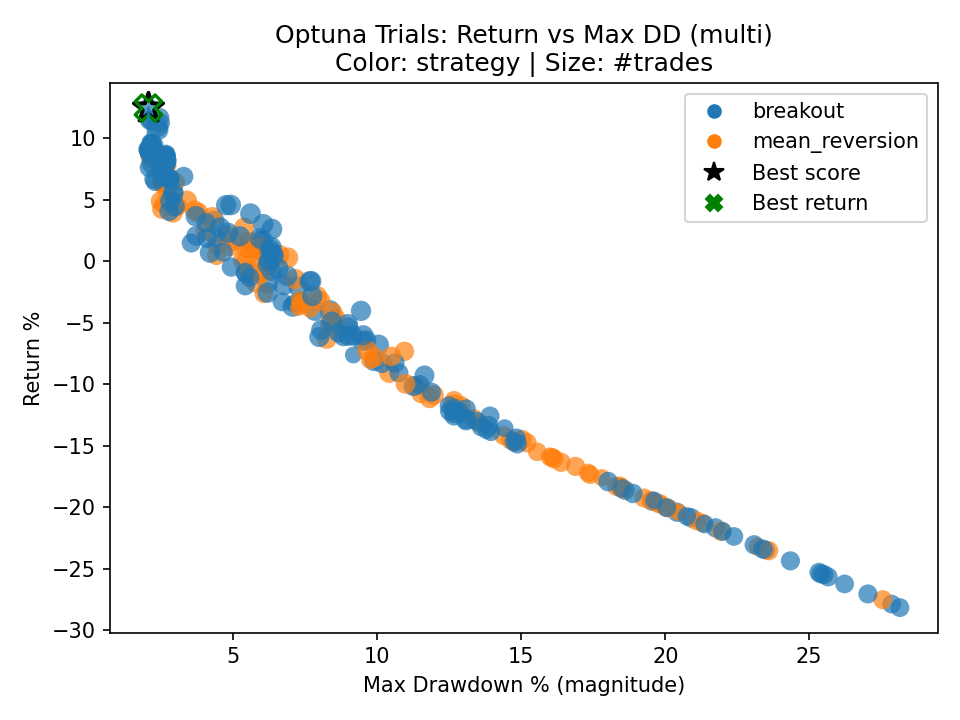 Optuna Trials: Return vs Max DD (multi)
Color: strategy | Size: #trades
breakout
mean_reversion
Best score
Best return
10
5
0
−5
−10
−15
−20
−25
−30
Return %
5
10
15
20
25
Max Drawdown % (magnitude)